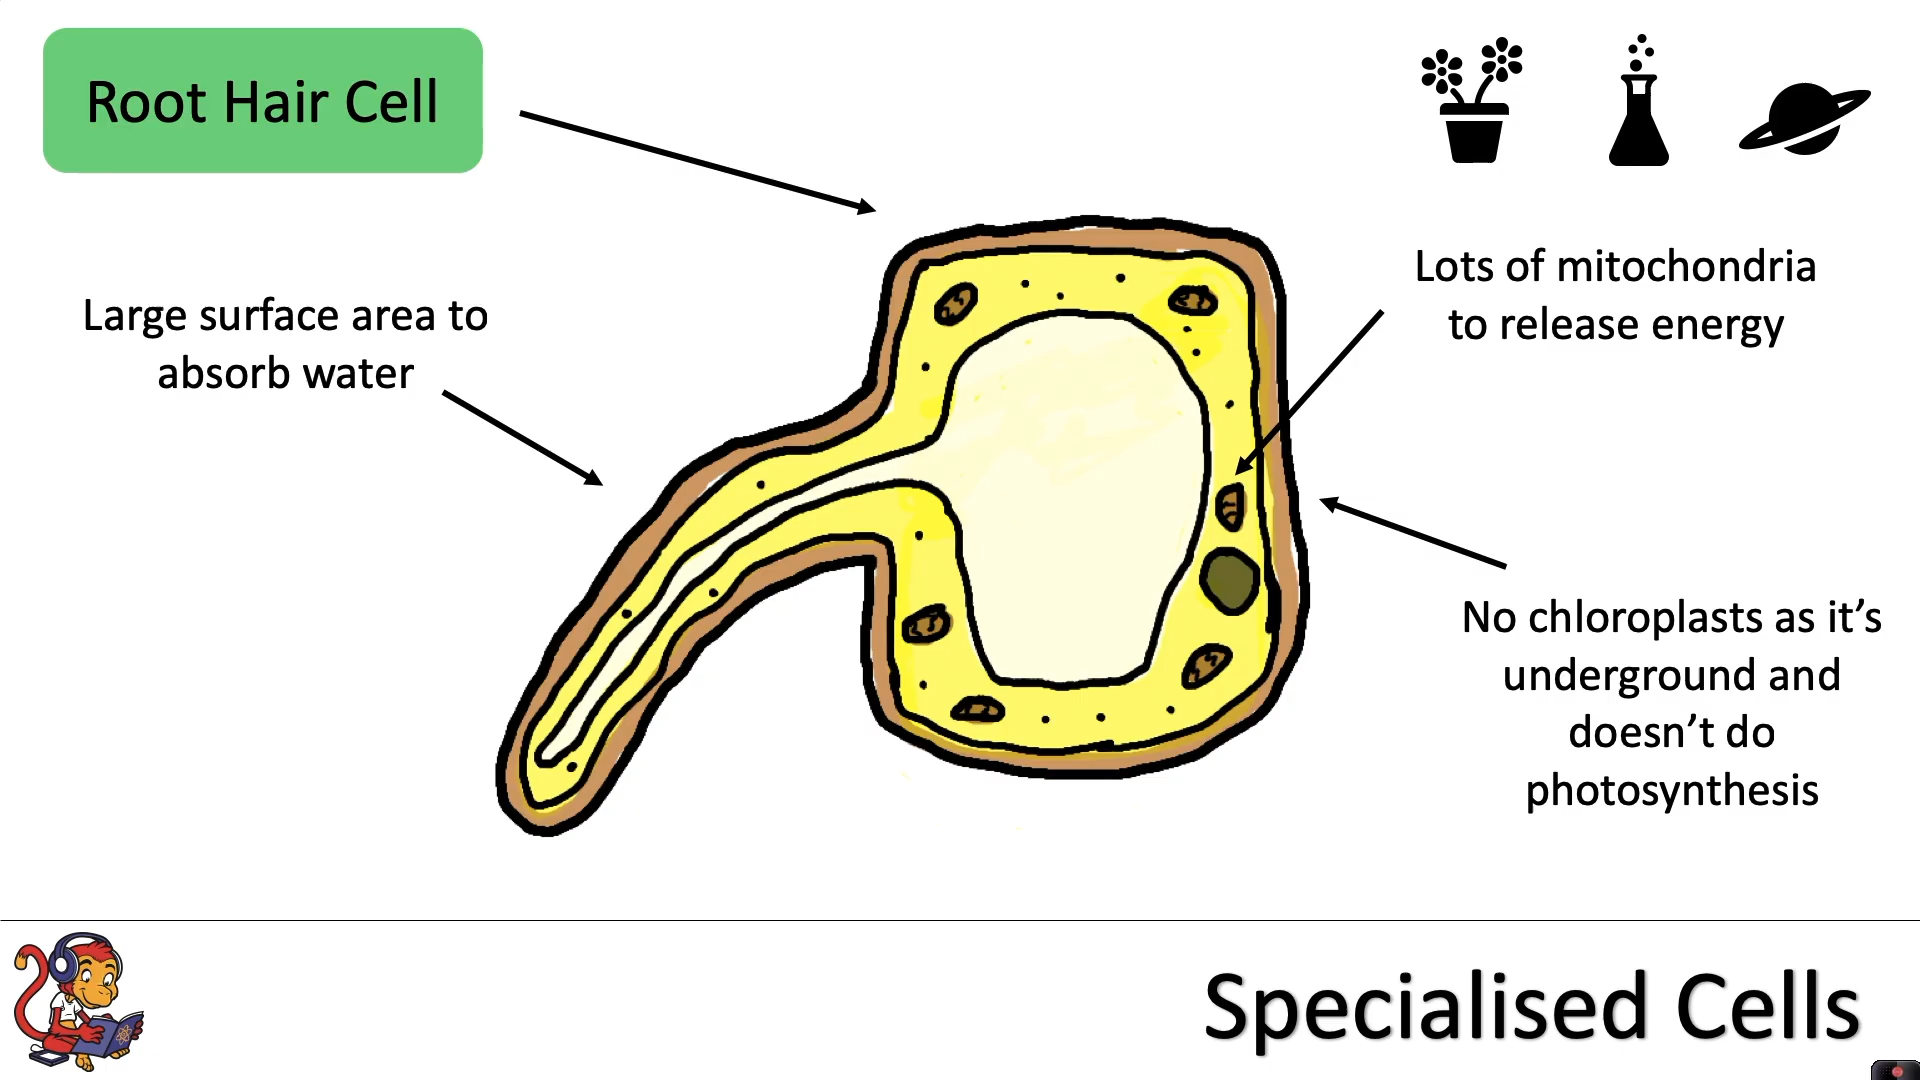 Root Hair Cell
Large surface area to
absorb water
Lots of mitochondria
to release energy
No chloroplasts as it’s
underground and
doesn’t do
photosynthesis
Specialised Cells